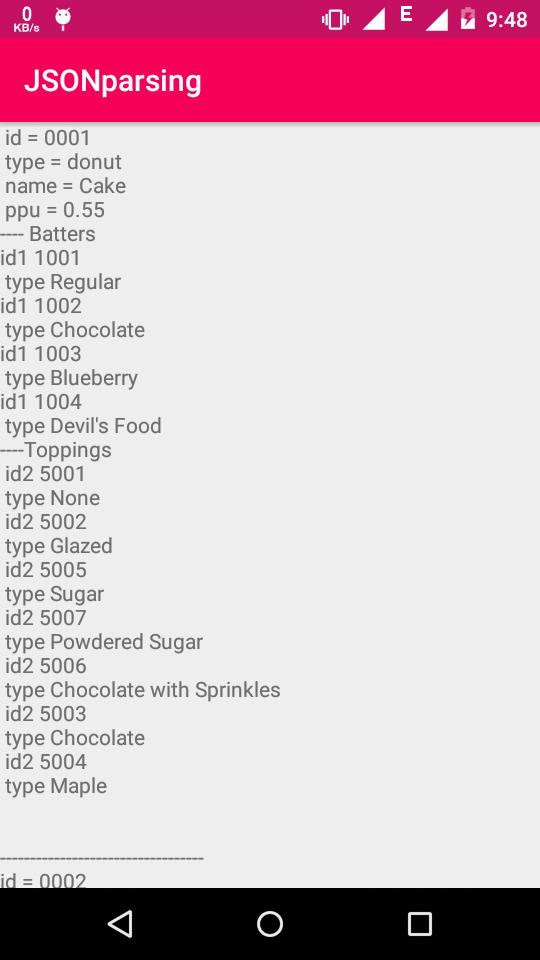 0
KB/s
E
9:48
JSONparsing
id = 0001
type = donut
name = Cake
ppu = 0.55
---- Batters
id1 1001
type Regular
id1 1002
type Chocolate
id1 1003
type Blueberry
id1 1004
type Devil's Food
----Toppings
id2 5001
type None
id2 5002
type Glazed
id2 5005
type Sugar
id2 5007
type Powdered Sugar
id2 5006
type Chocolate with Sprinkles
id2 5003
type Chocolate
id2 5004
type Maple
----------------------------------
id = 0002